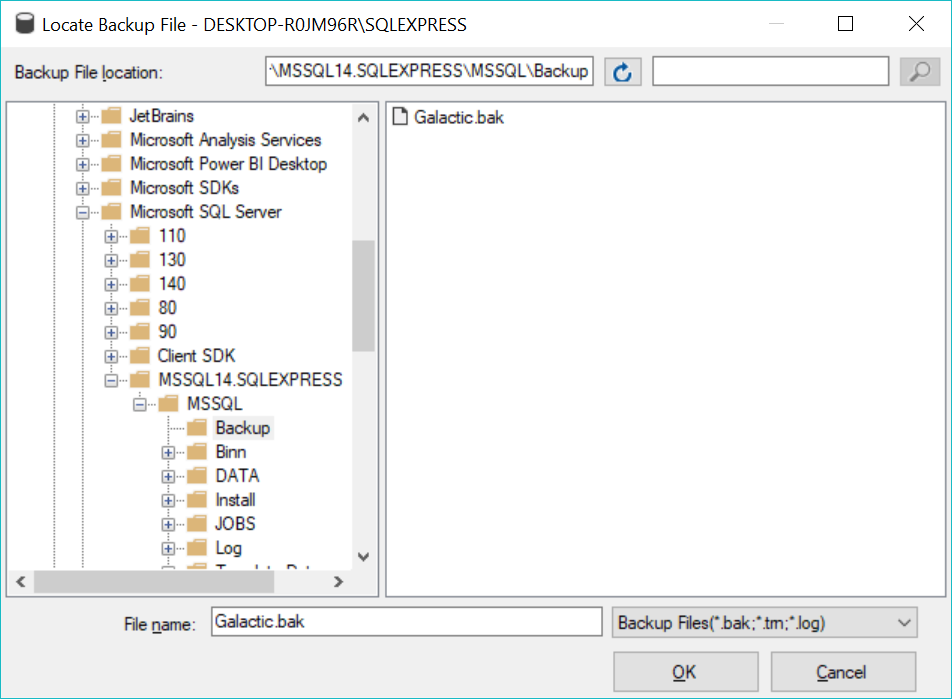 Locate Backup File - DESKTOP-R0JM96R\SQLEXPRESS
Backup File location:
\MSSQL14.SQLEXPRESS\MSSQL\Backup
JetBrains
Microsoft Analysis Services
Microsoft Power BI Desktop
Microsoft SDKs
Microsoft SQL Server
110
130
140
80
90
Client SDK
MSSQL14.SQLEXPRESS
MSSQL
Backup
Binn
DATA
Install
JOBS
Log
Galactic.bak
File name:
Galactic.bak
Backup Files(*.bak;*.trn;*.log)
OK
Cancel